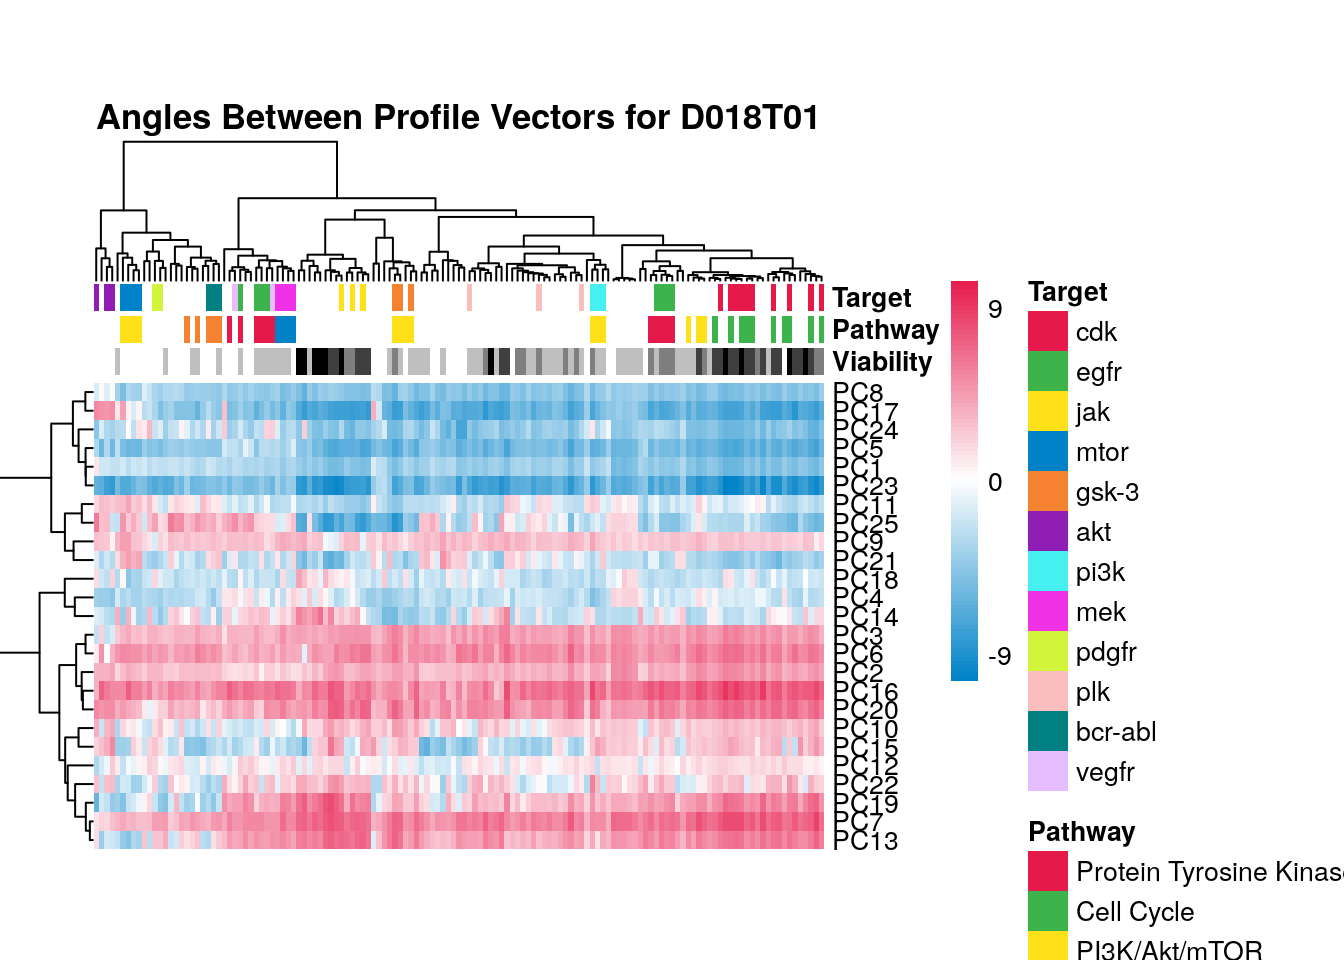 Angles Between Profile Vectors for D018T01
Target
Pathway
Viability
PC8
PC17
PC24
PC5
PC1
PC23
PC11
PC25
PC9
PC21
PC18
PC4
PC14
PC3
PC6
PC2
PC16
PC20
PC10
PC15
PC12
PC22
PC19
PC7
PC13
9
0
-9
Target
cdk
egfr
jak
mtor
gsk-3
akt
pi3k
mek
pdgfr
plk
bcr-abl
vegfr
Pathway
Protein Tyrosine Kinas
Cell Cycle
PI3K/Akt/mTOR